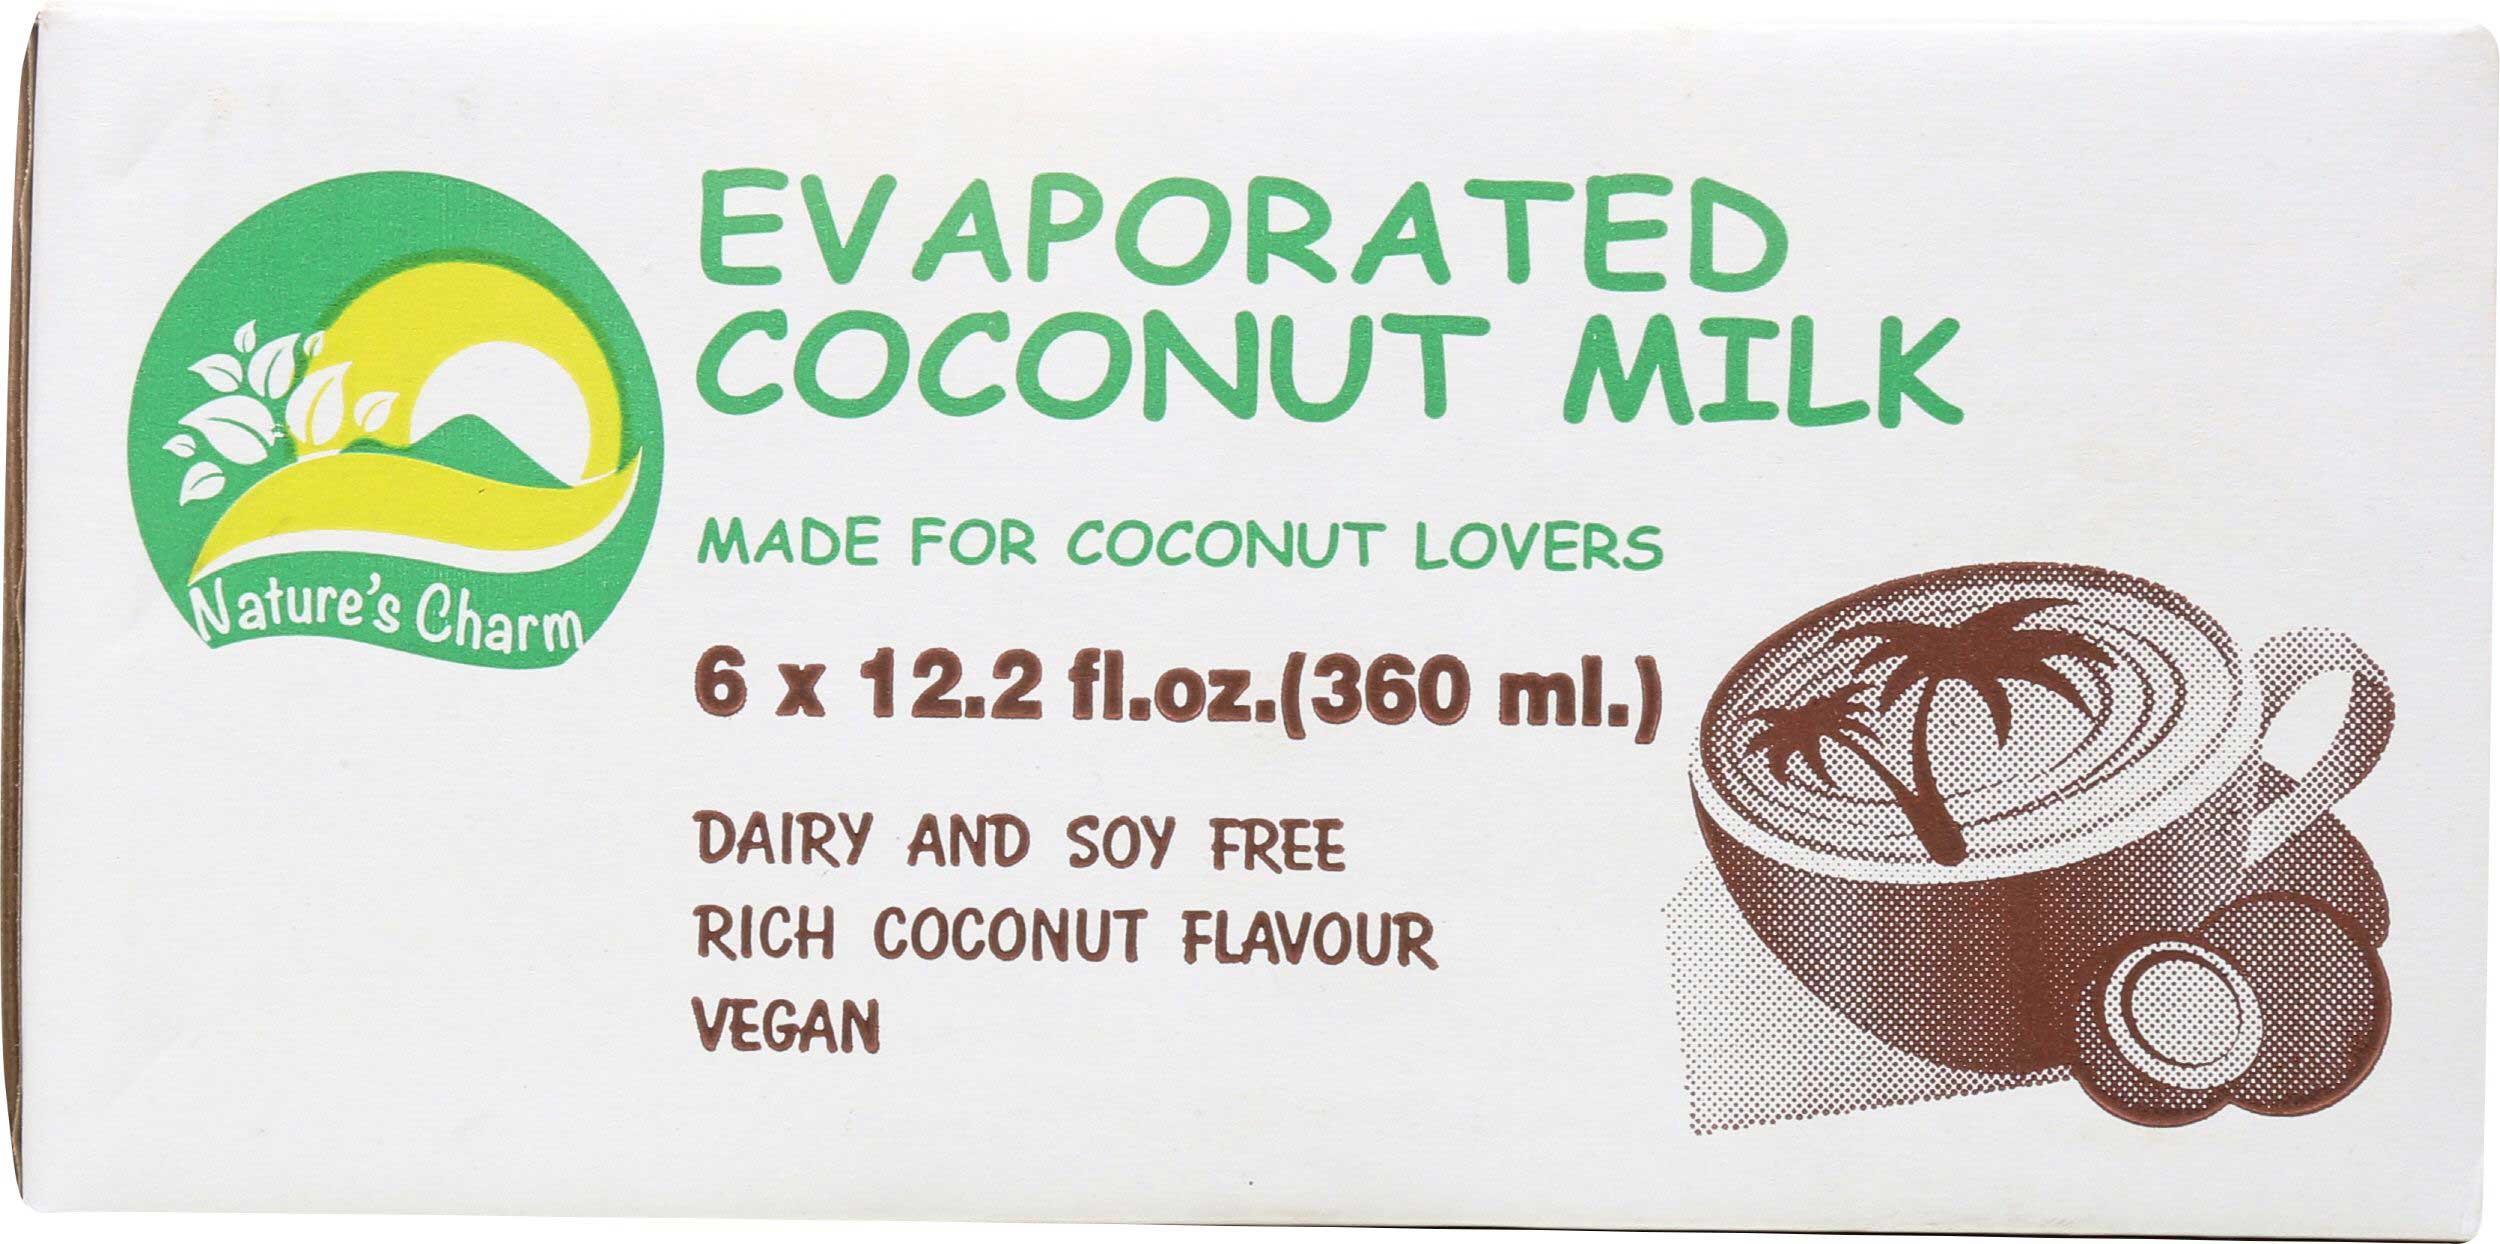 EVAPORATED
COCONUT MILK
MADE FOR COCONUT LOVERS
Nature's Charm
6 x 12.2 fl.oz.(360 ml.)
DAIRY AND SOY FREE
RICH COCONUT FLAVOUR
VEGAN